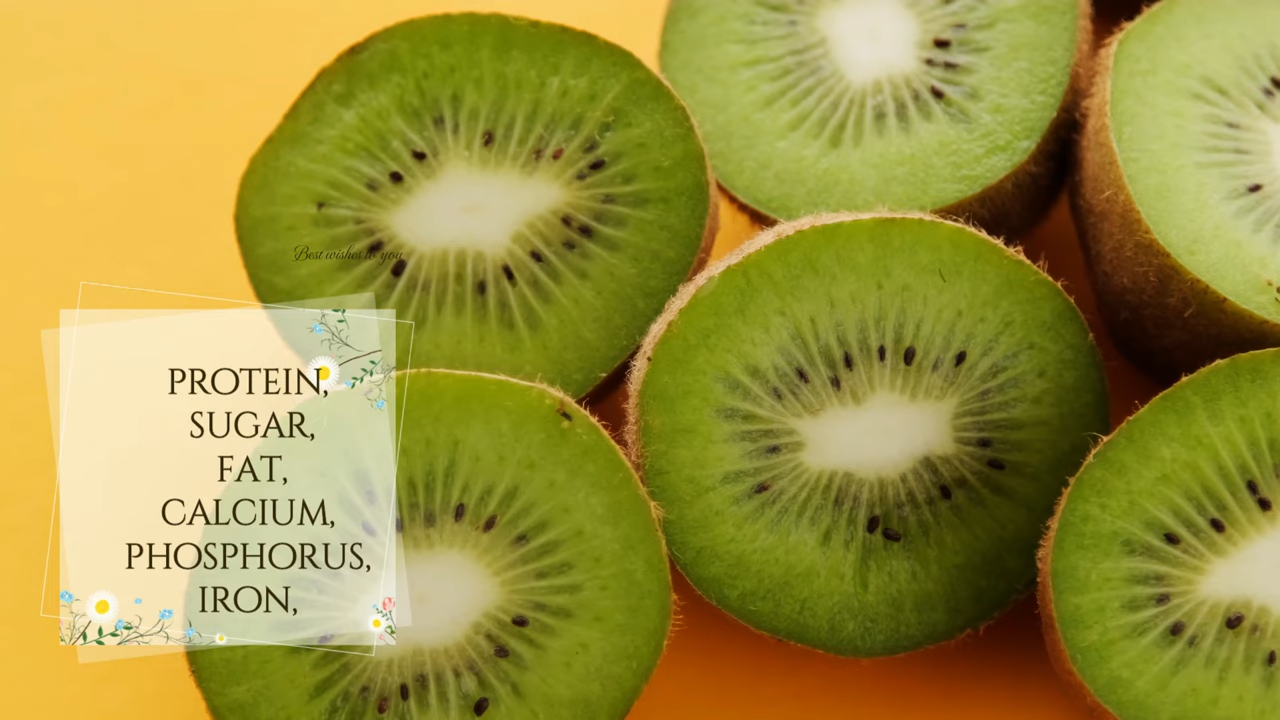 Best wishes to you
PROTEIN,
SUGAR,
FAT,
CALCIUM,
PHOSPHORUS,
IRON,